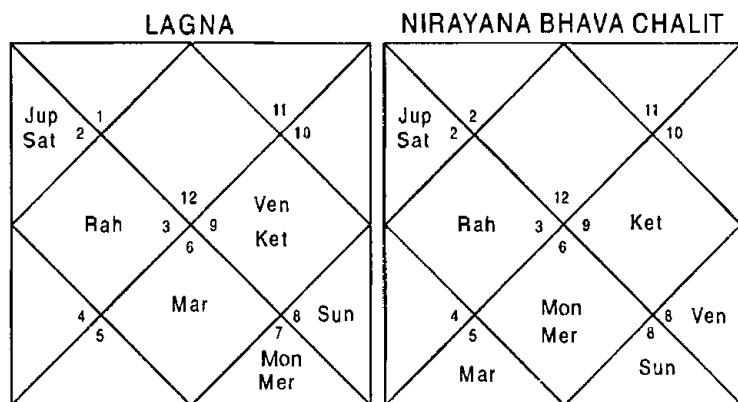 LAGNA
Jup
Sat
1
2
11
10
12
Rah
3
9
6
Ven
Ket
4
5
Mar
8
7
Sun
Mon
Mer
NIRAYANA BHAVA CHALIT
Jup
Sat
2
2
11
10
12
Rah
3
9
6
Ket
4
5
Mon
Mer
8
8
Ven
Mar
Sun